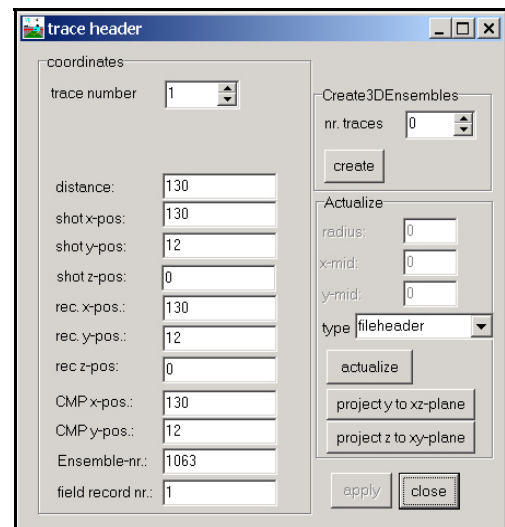 trace header
coordinates
trace number 1
distance: 130
shot x-pos: 130
shot y-pos: 12
shot z-pos: 0
rec. x-pos.: 130
rec. y-pos.: 12
rec z-pos: 0
CMP x-pos.: 130
CMP y-pos.: 12
Ensemble-nr.: 1063
field record nr.: 1
Create3DEnsembles
nr. traces 0
create
Actualize
radius: 0
x-mid: 0
y-mid: 0
type fileheader
actualize
project y to xz-plane
project z to xy-plane
apply close